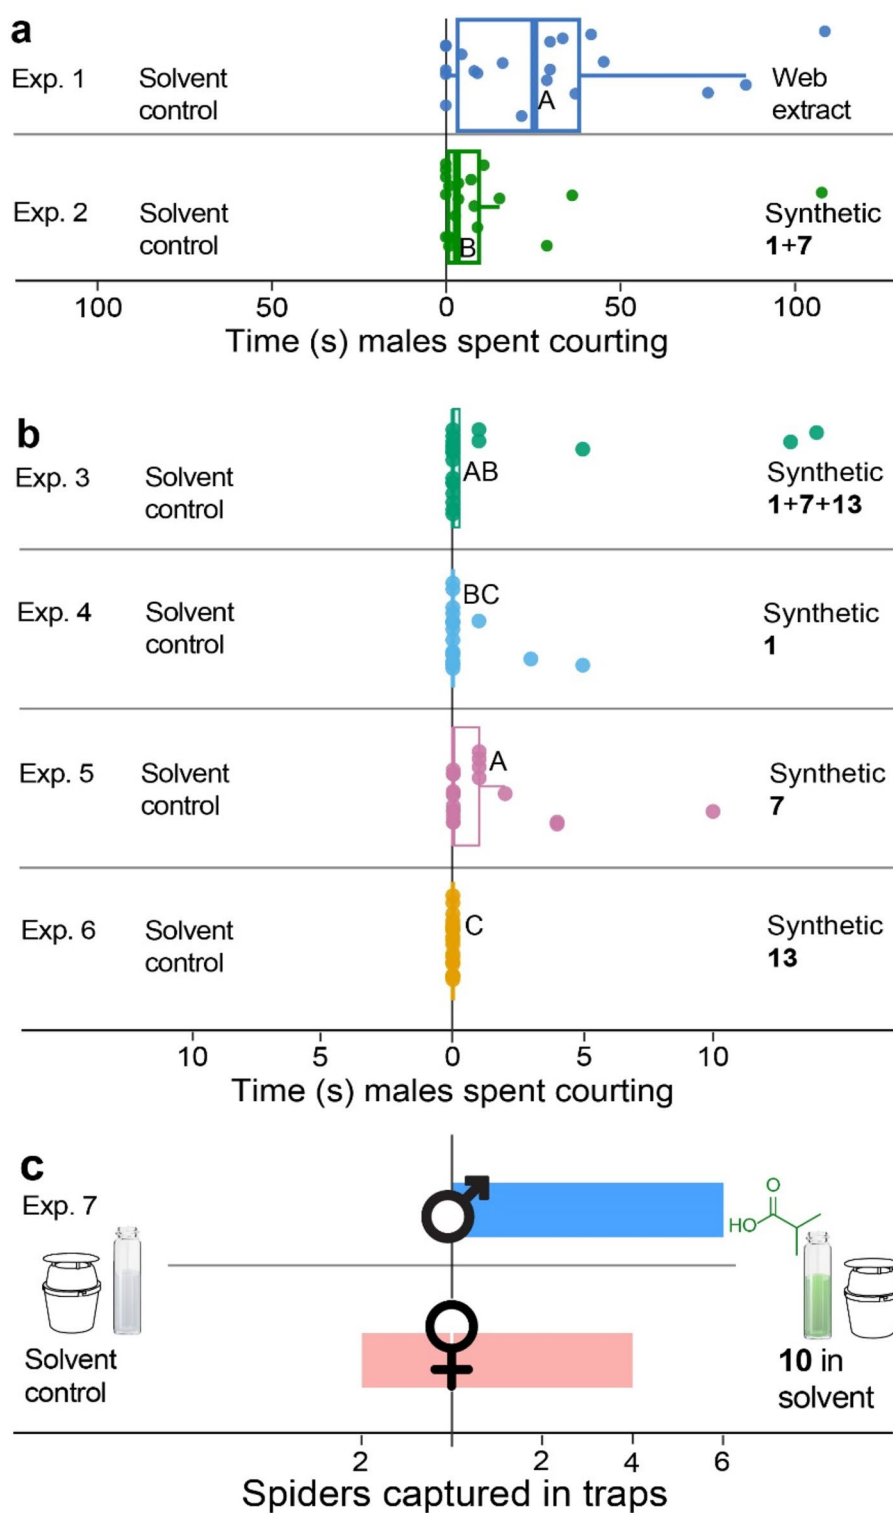 a
Exp. 1
Solvent
control
A
Web
extract
Exp. 2
Solvent
control
B
Synthetic
1+7
100 50 0 50 100
Time (s) males spent courting
b
Exp. 3
Solvent
control
AB
Synthetic
1+7+13
Exp. 4
Solvent
control
BC
Synthetic
1
Exp. 5
Solvent
control
A
Synthetic
7
Exp. 6
Solvent
control
C
Synthetic
13
10 5 0 5 10
Time (s) males spent courting
c
Exp. 7
O
HO
Solvent
control
10 in
solvent
2 2 4 6
Spiders captured in traps